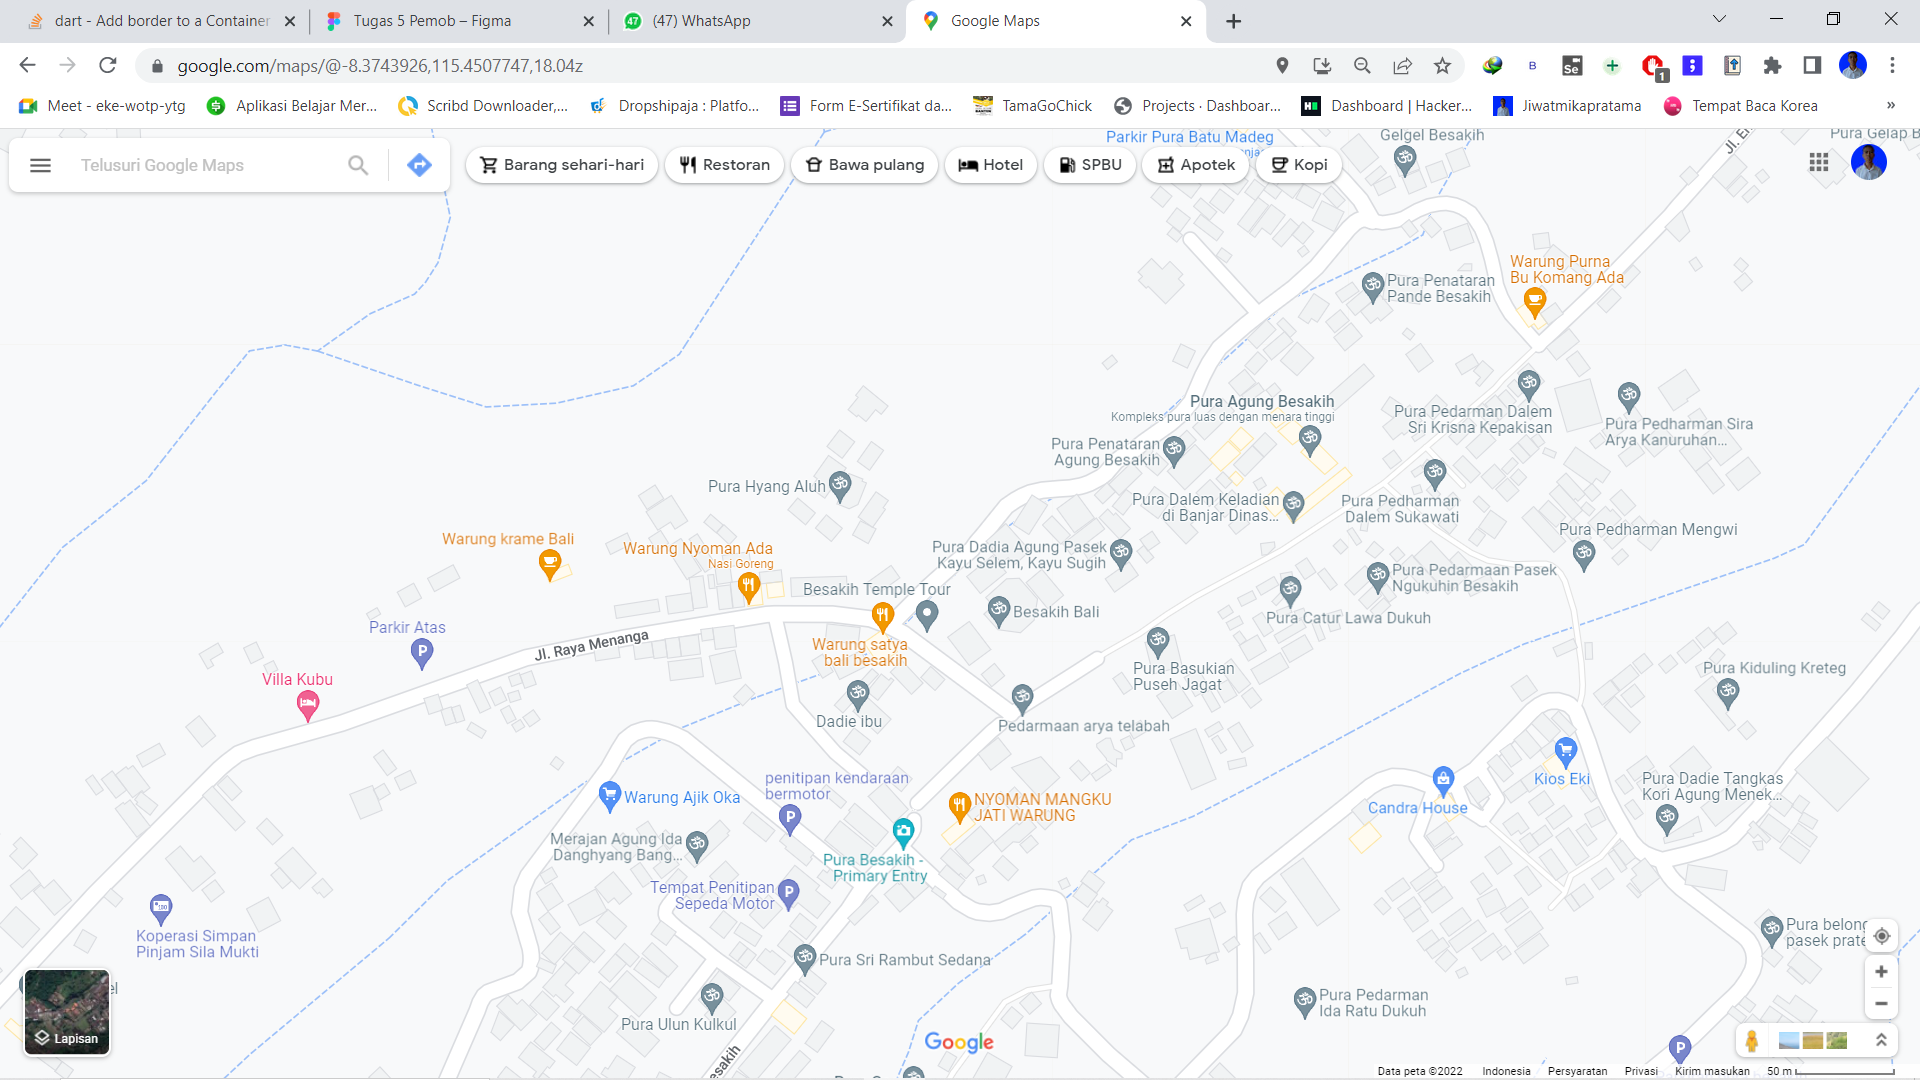 dart - Add border to a Container
Tugas 5 Pemob – Figma
47
(47) WhatsApp
Google Maps
google.com/maps/@-8.3743926,115.4507747,18.04z
B
Se
1
Meet - eke-wotp-ytg
Aplikasi Belajar Mer...
Scribd Downloader,...
Dropshipaja : Platfo...
Form E-Sertifikat da...
TamaGoChick
Projects · Dashboar...
Dashboard | Hacker...
Jiwatmikapratama
Tempat Baca Korea
»
Telusuri Google Maps
Barang sehari-hari
Restoran
Bawa pulang
Hotel
SPBU
Apotek
Kopi
Parkir Pura Batu Madeg
Gelgel Besakih
Pura Gelap B
Warung Purna
Bu Komang Ada
Pura Penataran
Pande Besakih
Pura Agung Besakih
Kompleks pura luas dengan menara tinggi
Pura Pedarman Dalem
Sri Krisna Kepakisan
Pura Pedharman Sira
Arya Kanuruhan...
Pura Penataran
Agung Besakih
Pura Hyang Aluh
Pura Dalem Keladian
di Banjar Dinas...
Pura Pedharman
Dalem Sukawati
Pura Pedharman Mengwi
Warung krame Bali
Warung Nyoman Ada
Nasi Goreng
Pura Dadia Agung Pasek
Kayu Selem, Kayu Sugih
Pura Pedarmaan Pasek
Ngukuhin Besakih
Besakih Temple Tour
Besakih Bali
Pura Catur Lawa Dukuh
Parkir Atas
P
Jl. Raya Menanga
Warung satya
bali besakih
Villa Kubu
Pura Basukian
Puseh Jagat
Pura Kiduling Kreteg
Dadie ibu
Pedarmaan arya telabah
penitipan kendaraan
bermotor
P
Warung Ajik Oka
NYOMAN MANGKU
JATI WARUNG
Kios Eki
Candra House
Pura Dadie Tangkas
Kori Agung Menek...
Merajan Agung Ida
Danghyang Bang...
Pura Besakih -
Primary Entry
Tempat Penitipan
Sepeda Motor
P
Koperasi Simpan
Pinjam Sila Mukti
Pura belong
pasek prate
Pura Sri Rambut Sedana
Pura Ulun Kulkul
Pura Pedarman
Ida Ratu Dukuh
Lapisan
Google
P
Data peta ©2022
Indonesia
Persyaratan
Privasi
Kirim masukan
50 m